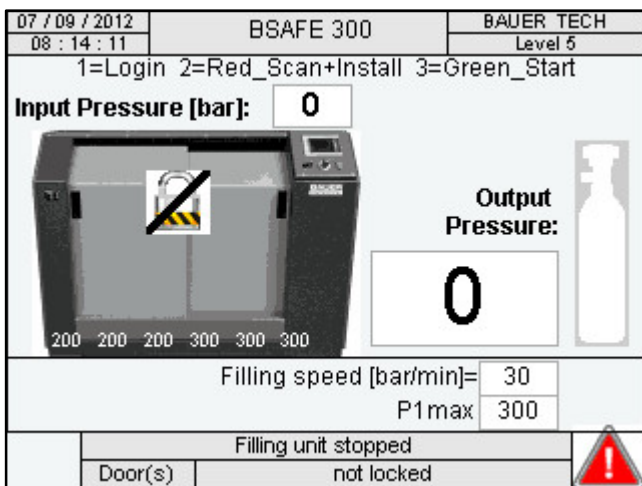 07 / 09 / 2012
08 : 14 : 11
BSAFE 300
BAUER TECH
Level 5
1=Login 2=Red_Scan+Install 3=Green_Start
Input Pressure [bar]: 0
BAUER
Output
Pressure:
0
200 200 200 300 300 300
Filling speed [bar/min]= 30
P1max 300
Filling unit stopped
Door(s) not locked
!